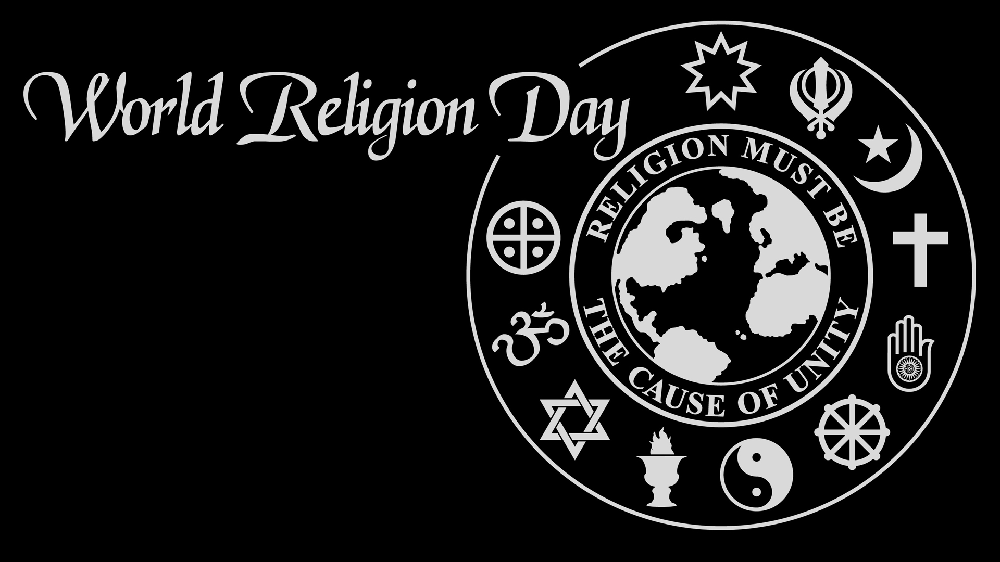 World Religion Day
RELIGION MUST BE
THE CAUSE OF UNITY